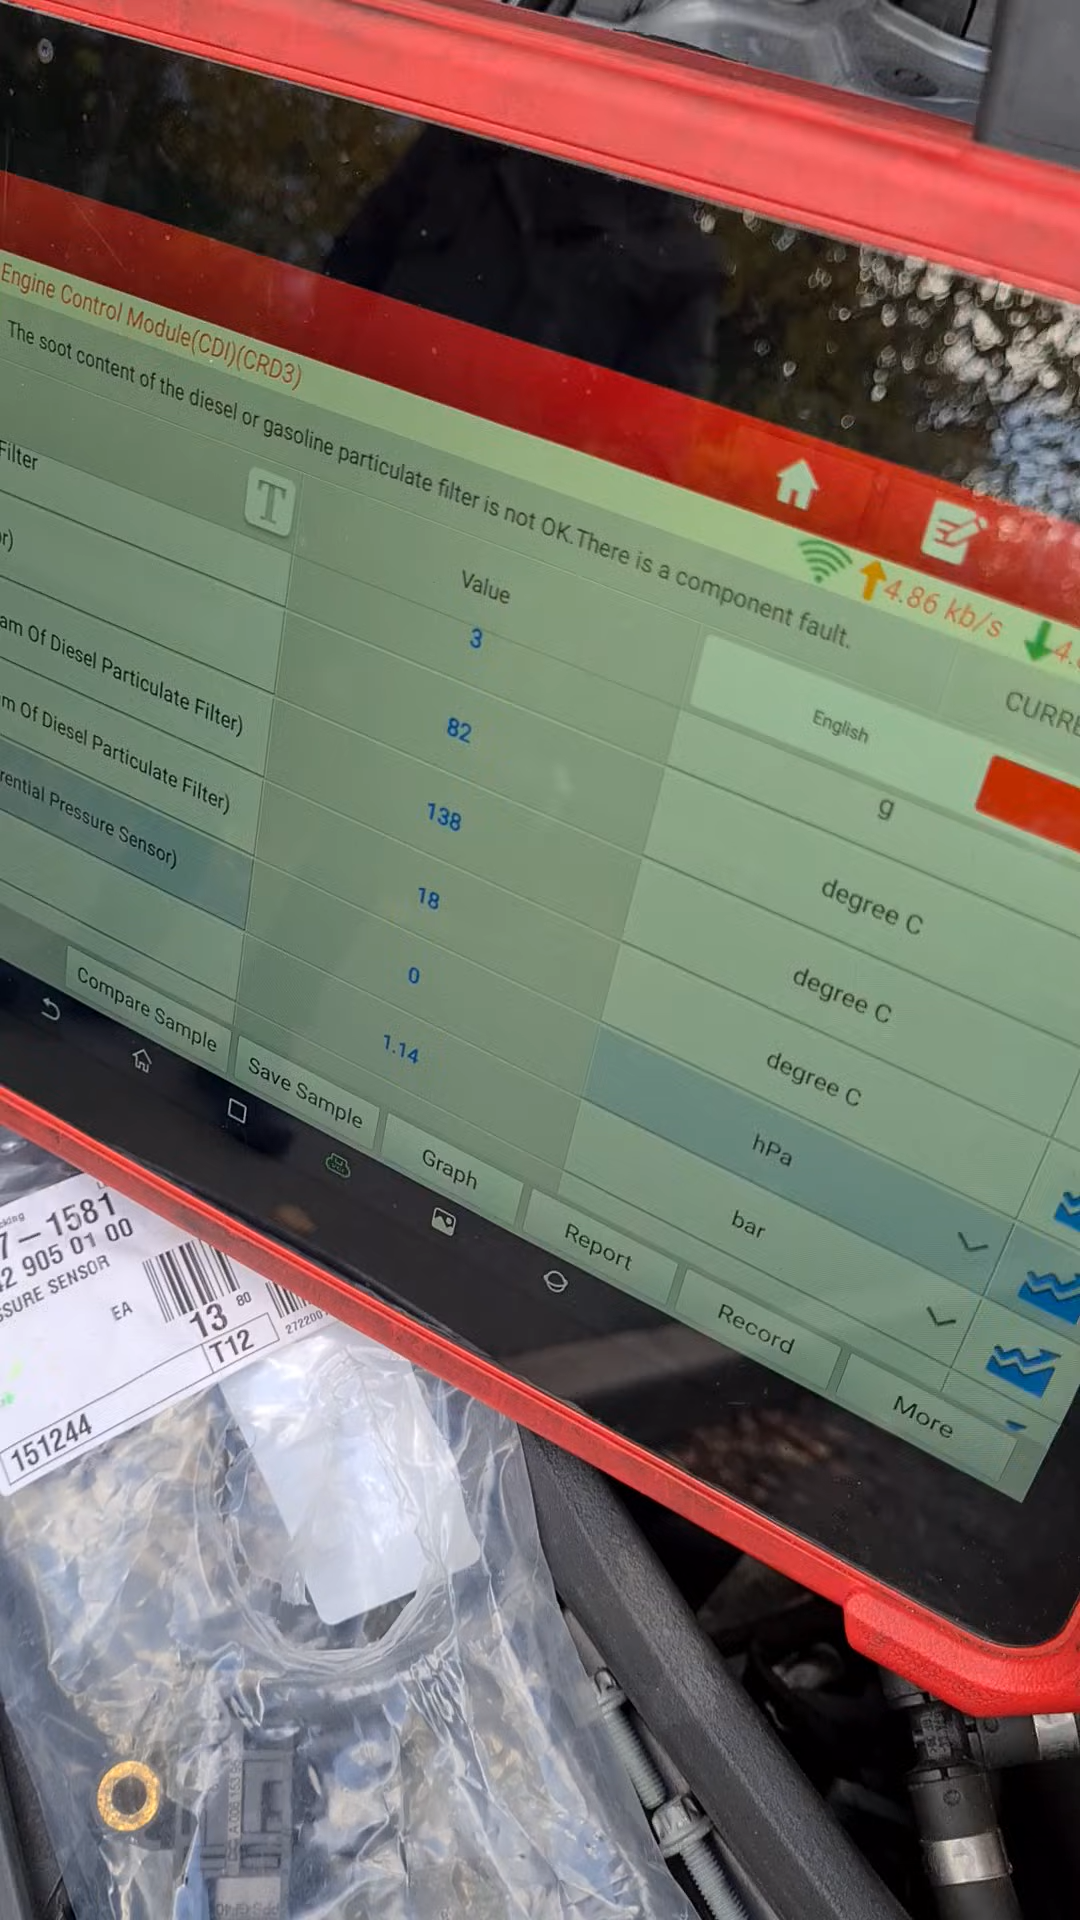 Engine Control Module(CDI)(CRD3)
4.86 kb/s
The soot content of the diesel or gasoline particulate filter is not OK.There is a component fault.
Filter
T
Value
English
3
g
82
degree C
am Of Diesel Particulate Filter)
138
degree C
m Of Diesel Particulate Filter)
18
degree C
rential Pressure Sensor)
0
hPa
1.14
bar
Compare Sample
Save Sample
Graph
Report
Record
More
7-1581
2 905 01 00
SSURE SENSOR
EA
13
80
T12
151244